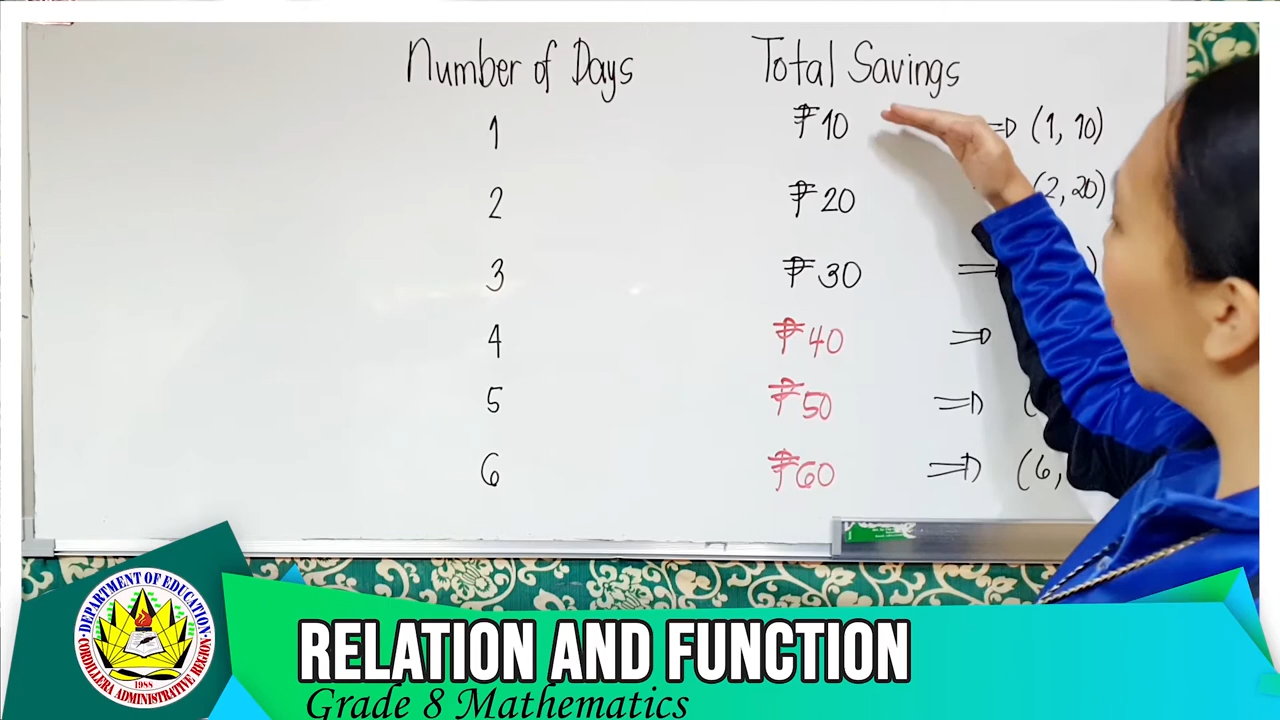 Number of Days Total Savings
1 ₱10 ⇒ (1, 10)
2 ₱20 (2, 20)
3 ₱30 ⇒ )
4 ₱40 ⇒
5 ₱50 ⇒ (
6 ₱60 ⇒ (6,
DEPARTMENT OF EDUCATION
CORDILLERA ADMINISTRATIVE REGION
1988
RELATION AND FUNCTION
Grade 8 Mathematics